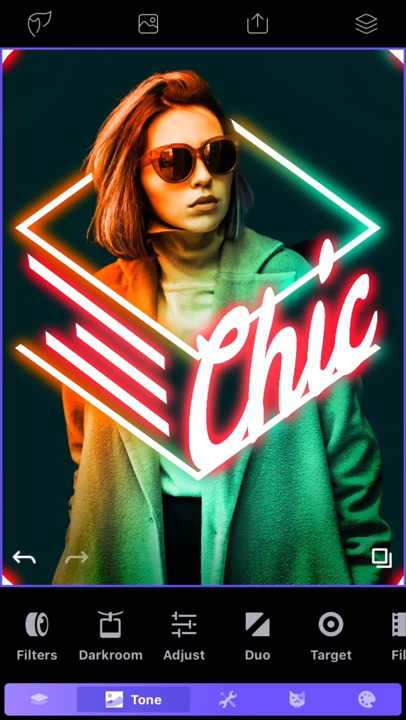 Chic
Filters
Darkroom
Adjust
Duo
Target
Fil
Tone